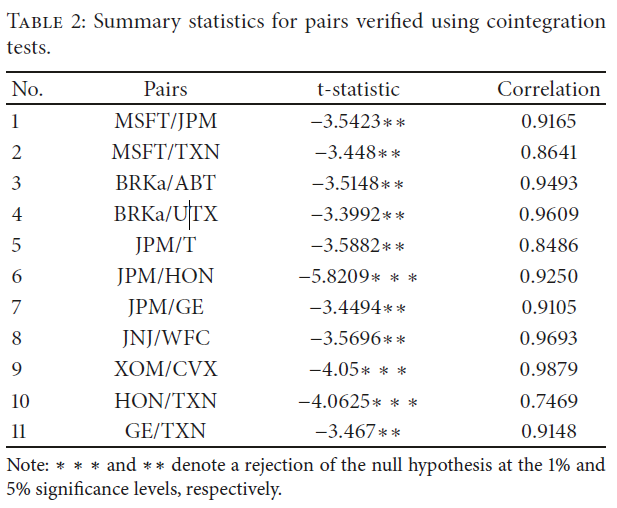 TABLE 2: Summary statistics for pairs verified using cointegration
tests.
No. Pairs t-statistic Correlation
1 MSFT/JPM −3.5423∗∗ 0.9165
2 MSFT/TXN −3.448∗∗ 0.8641
3 BRKa/ABT −3.5148∗∗ 0.9493
4 BRKa/UTX −3.3992∗∗ 0.9609
5 JPM/T −3.5882∗∗ 0.8486
6 JPM/HON −5.8209∗ ∗ ∗ 0.9250
7 JPM/GE −3.4494∗∗ 0.9105
8 JNJ/WFC −3.5696∗∗ 0.9693
9 XOM/CVX −4.05∗ ∗ ∗ 0.9879
10 HON/TXN −4.0625∗ ∗ ∗ 0.7469
11 GE/TXN −3.467∗∗ 0.9148
Note: ∗ ∗ ∗ and ∗∗ denote a rejection of the null hypothesis at the 1% and
5% significance levels, respectively.